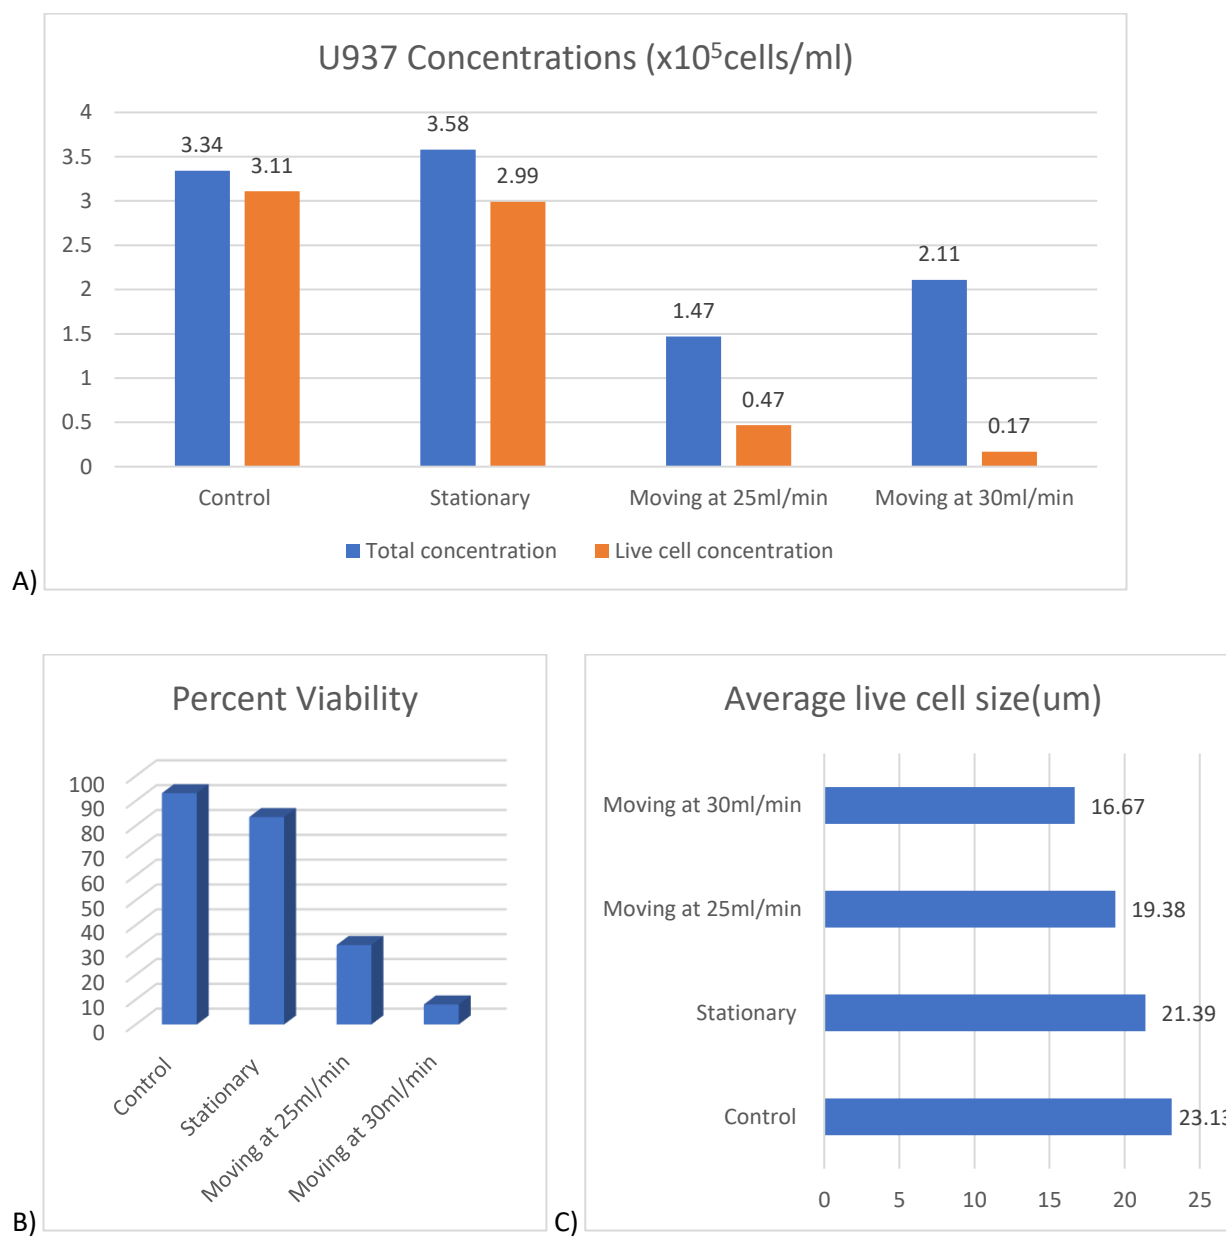 U937 Concentrations (x10⁵cells/ml)
4
3.5
3
2.5
2
1.5
1
0.5
0
3.34
3.11
3.58
2.99
1.47
0.47
2.11
0.17
Control
Stationary
Moving at 25ml/min
Moving at 30ml/min
Total concentration
Live cell concentration
A)
Percent Viability
100
90
80
70
60
50
40
30
20
10
0
Control
Stationary
Moving at 25ml/min
Moving at 30ml/min
B)
Average live cell size(um)
Moving at 30ml/min
16.67
Moving at 25ml/min
19.38
Stationary
21.39
Control
23.13
0 5 10 15 20 25
C)